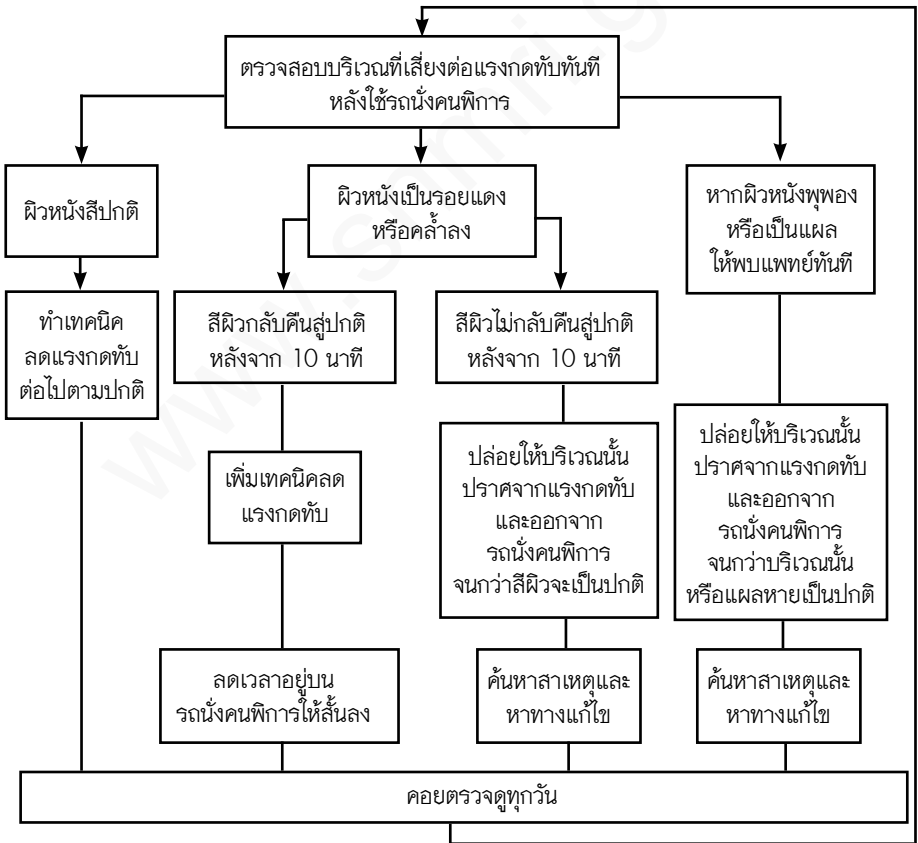 ตรวจสอบบริเวณที่เสี่ยงต่อแรงกดทับทันที
หลังใช้รถนั่งคนพิการ
ผิวหนังสีปกติ
ทำเทคนิค
ลดแรงกดทับ
ต่อไปตามปกติ
ผิวหนังเป็นรอยแดง
หรือคล้ำลง
สีผิวกลับคืนสู่ปกติ
หลังจาก 10 นาที
เพิ่มเทคนิคลด
แรงกดทับ
ลดเวลาอยู่บน
รถนั่งคนพิการให้สั้นลง
สีผิวไม่กลับคืนสู่ปกติ
หลังจาก 10 นาที
ปล่อยให้บริเวณนั้น
ปราศจากแรงกดทับ
และออกจาก
รถนั่งคนพิการ
จนกว่าสีผิวจะเป็นปกติ
ค้นหาสาเหตุและ
หาทางแก้ไข
หากผิวหนังพุพอง
หรือเป็นแผล
ให้พบแพทย์ทันที
ปล่อยให้บริเวณนั้น
ปราศจากแรงกดทับ
และออกจาก
รถนั่งคนพิการ
จนกว่าบริเวณนั้น
หรือแผลหายเป็นปกติ
ค้นหาสาเหตุและ
หาทางแก้ไข
คอยตรวจดูทุกวัน